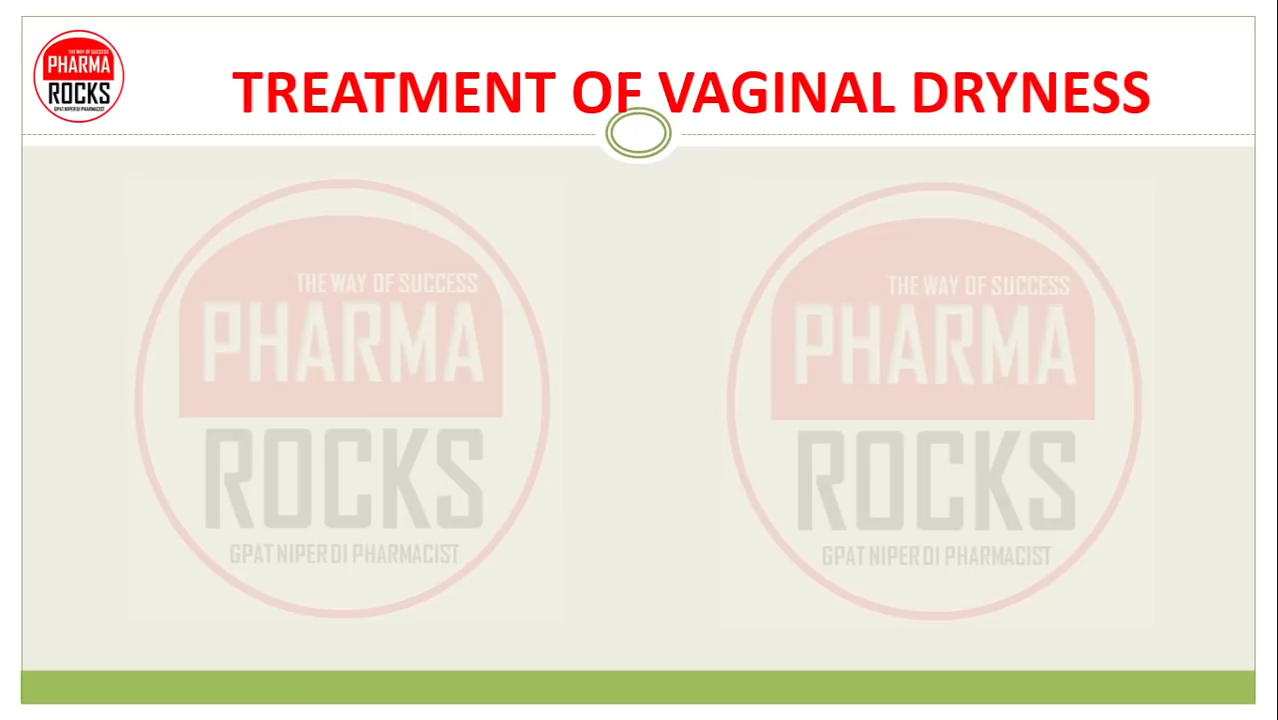 THE WAY OF SUCCESS
PHARMA
ROCKS
GPAT NIPER DI PHARMACIST
TREATMENT OF VAGINAL DRYNESS
THE WAY OF SUCCESS
PHARMA
ROCKS
GPAT NIPER DI PHARMACIST
THE WAY OF SUCCESS
PHARMA
ROCKS
GPAT NIPER DI PHARMACIST